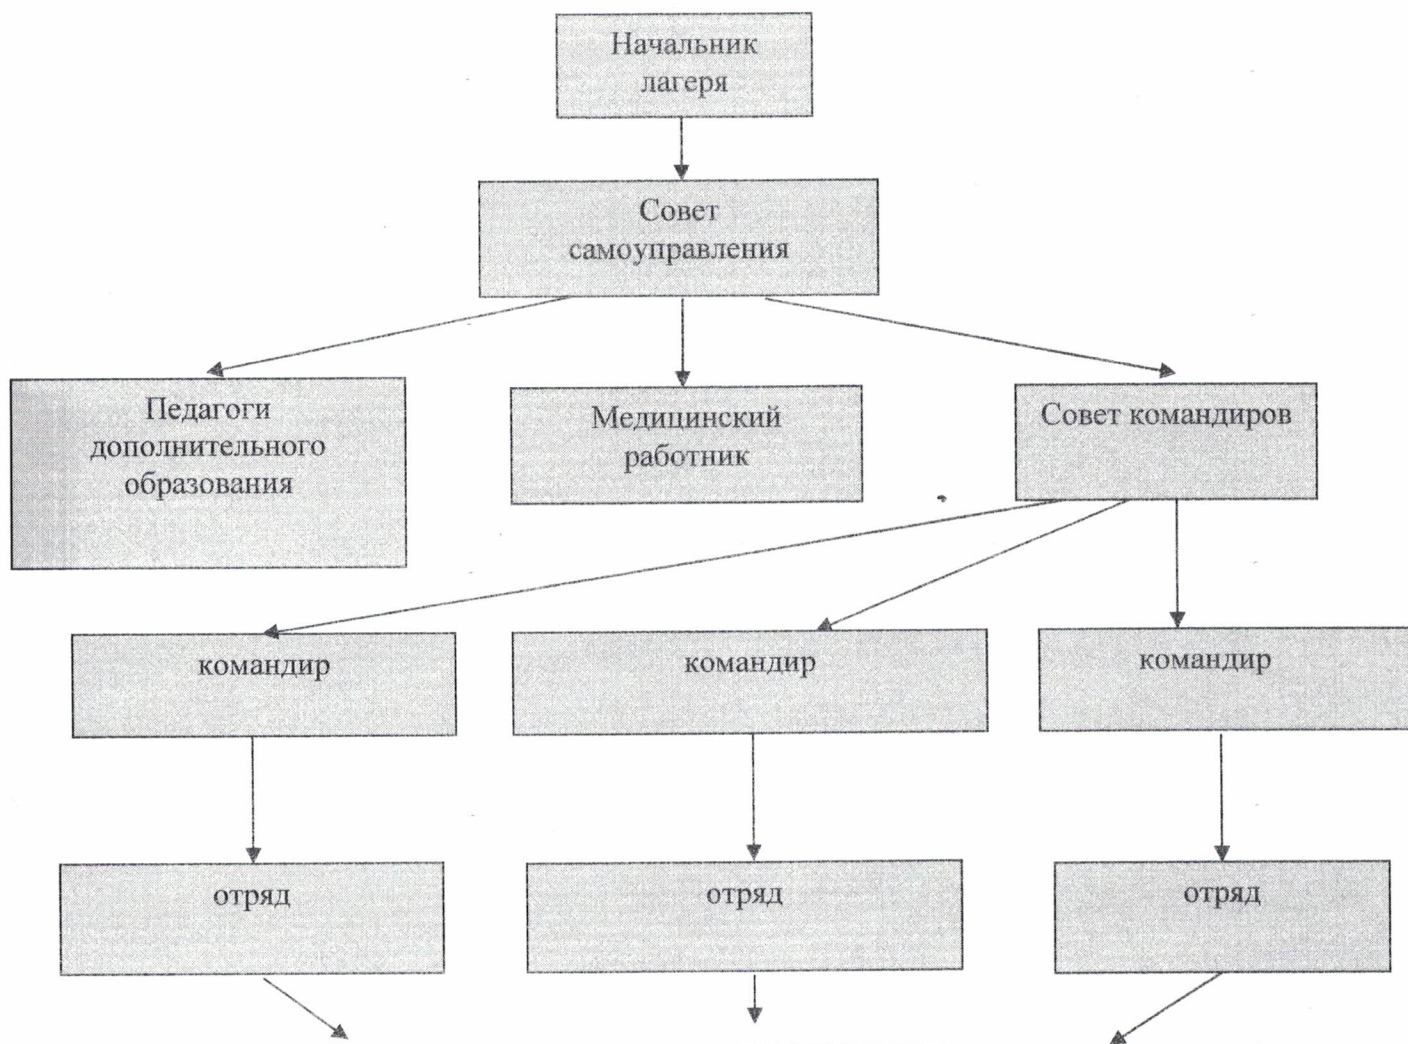 Начальник
лагеря
Совет
самоуправления
Педагоги
дополнительного
образования
Медицинский
работник
Совет командиров
командир
командир
командир
отряд
отряд
отряд